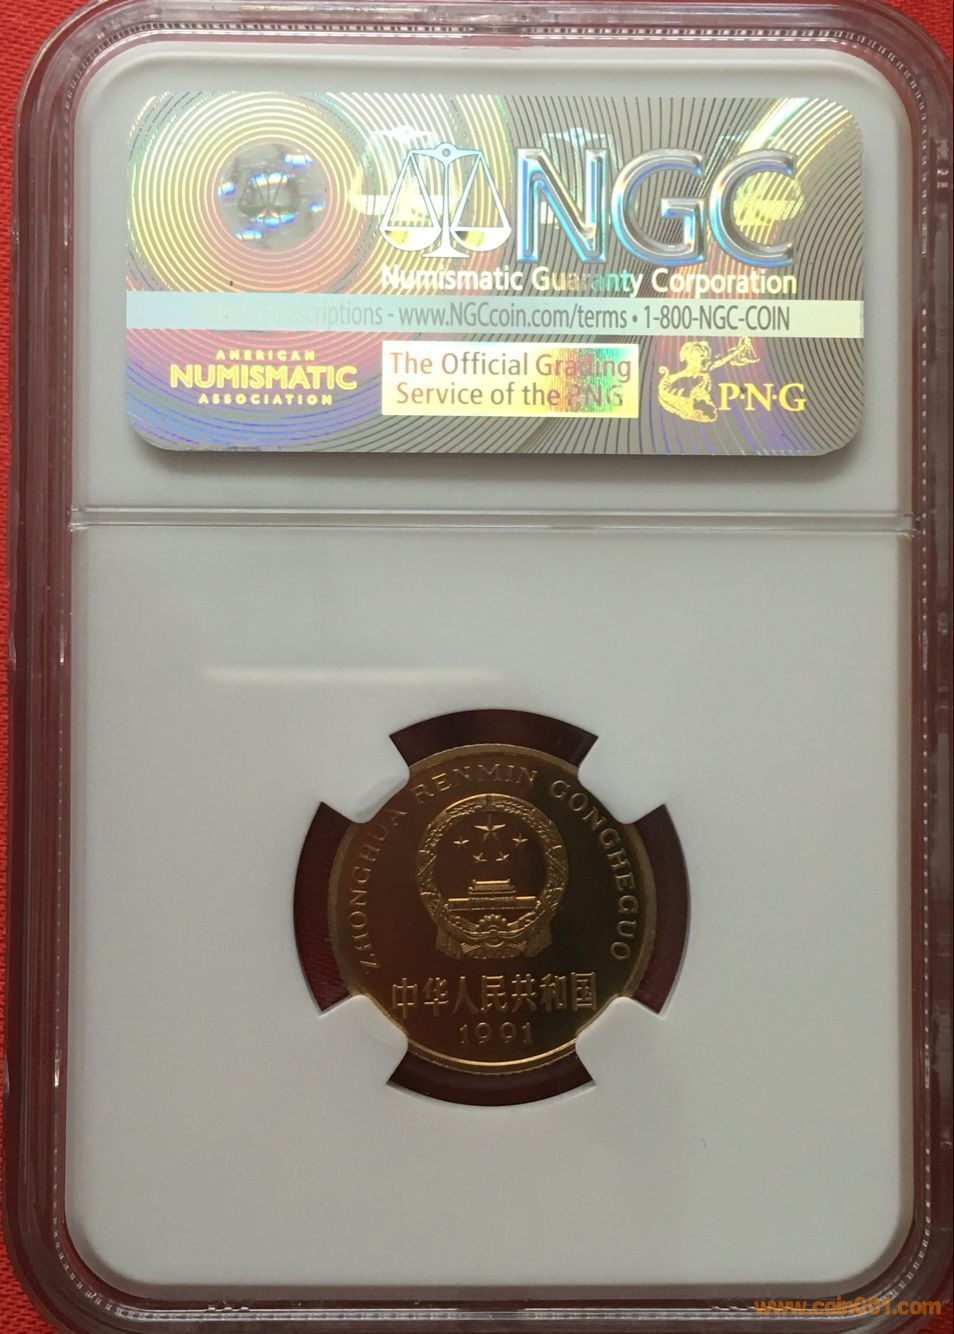 NGC
Numismatic Guaranty Corporation
scriptions - www.NGCcoin.com/terms • 1-800-NGC-COIN
AMERICAN
NUMISMATIC
ASSOCIATION
The Official Grading
Service of the PNG
P·N·G
ZHONGHUA RENMIN GONGHEGUO
中华人民共和国
1991
www.coin001.com